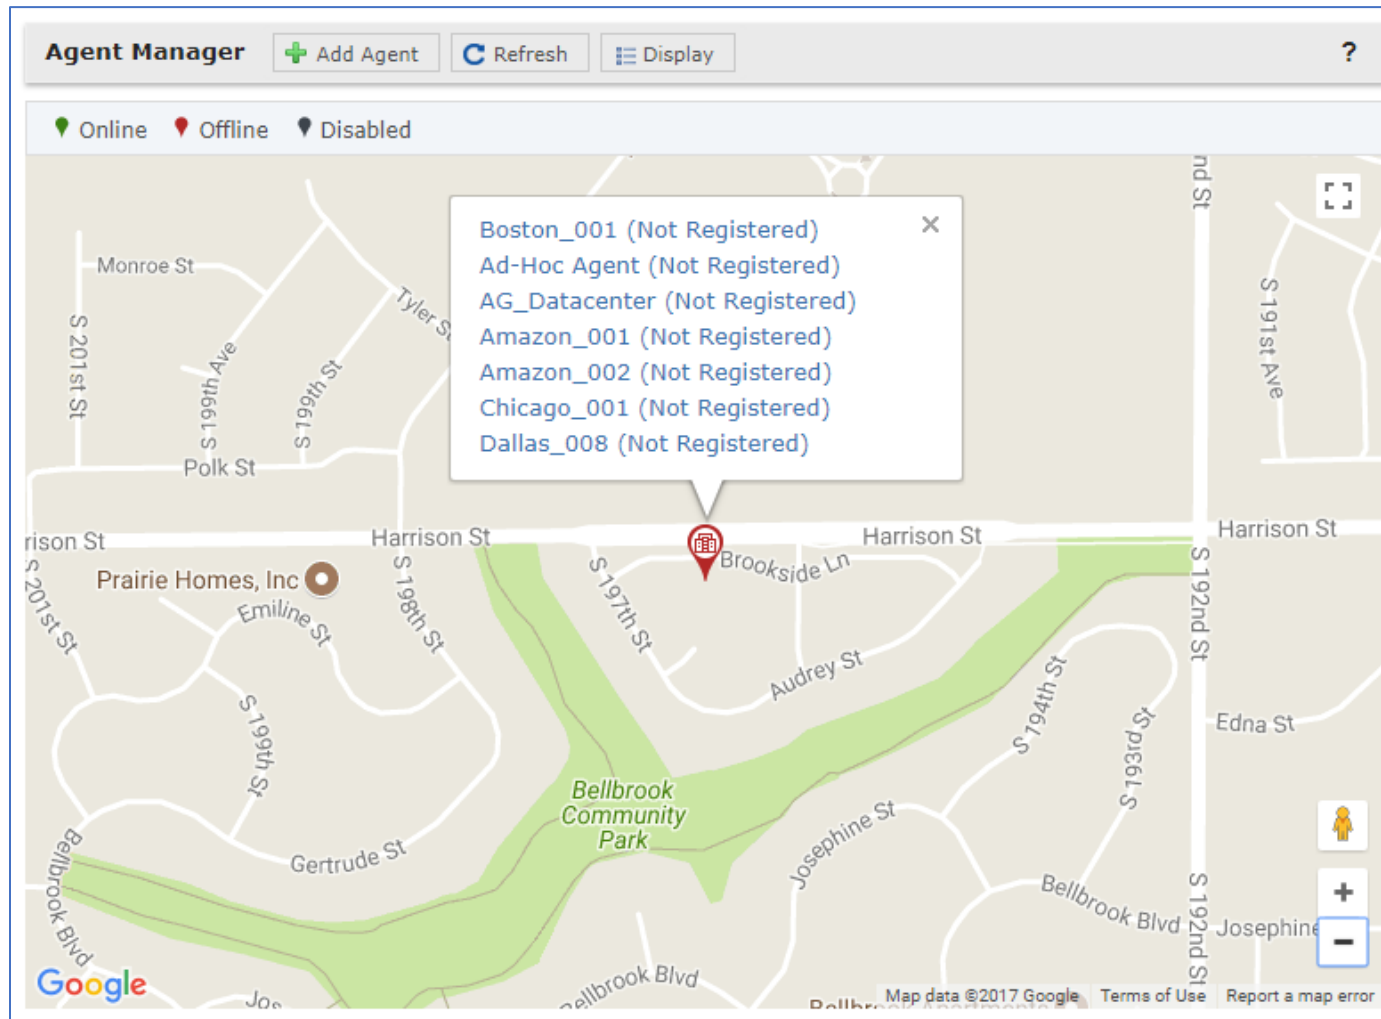 Agent Manager Add Agent Refresh Display ?
Online Offline Disabled
nd St
Boston_001 (Not Registered)
Ad-Hoc Agent (Not Registered)
AG_Datacenter (Not Registered)
Amazon_001 (Not Registered)
Amazon_002 (Not Registered)
Chicago_001 (Not Registered)
Dallas_008 (Not Registered)
Monroe St
Tyler S
S 201st St
S 199th Ave
S 199th St
S 191st Ave
Polk St
rison St
Harrison St
Harrison St
Harrison St
Brookside Ln
Prairie Homes, Inc
S 201st St
Emiline St
S 198th St
S 197th St
S 192nd St
Audrey St
S 194th St
S 193rd St
Edna St
S 199th St
Bellbrook
Community
Park
Josephine St
Gertrude St
Bellbrook Blvd
Bellbrook Blvd
S 192nd St
Josephine
ellbrook Blvd
Jos
Google
Map data ©2017 Google Terms of Use Report a map error